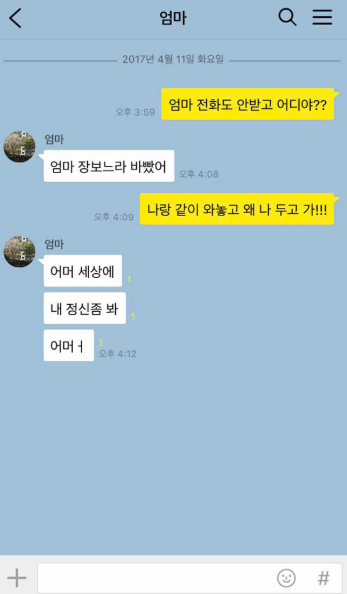 엄마
2017년 4월 11일 화요일
엄마 전화도 안받고 어디야??
오후 3:59
엄마
엄마 장보느라 바빴어
오후 4:08
나랑 같이 와놓고 왜 나 두고 가!!!
오후 4:09
엄마
어머 세상에
1
내 정신좀 봐
1
어머ㅓ
1
오후 4:12
#